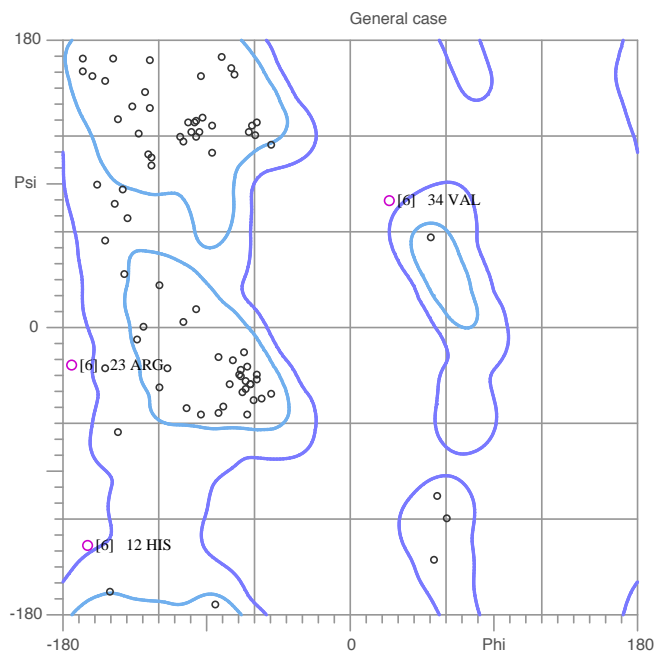 General case
180
Psi
[6] 34 VAL
0
[6] 23 ARG
[6] 12 HIS
-180
-180 0 Phi 180